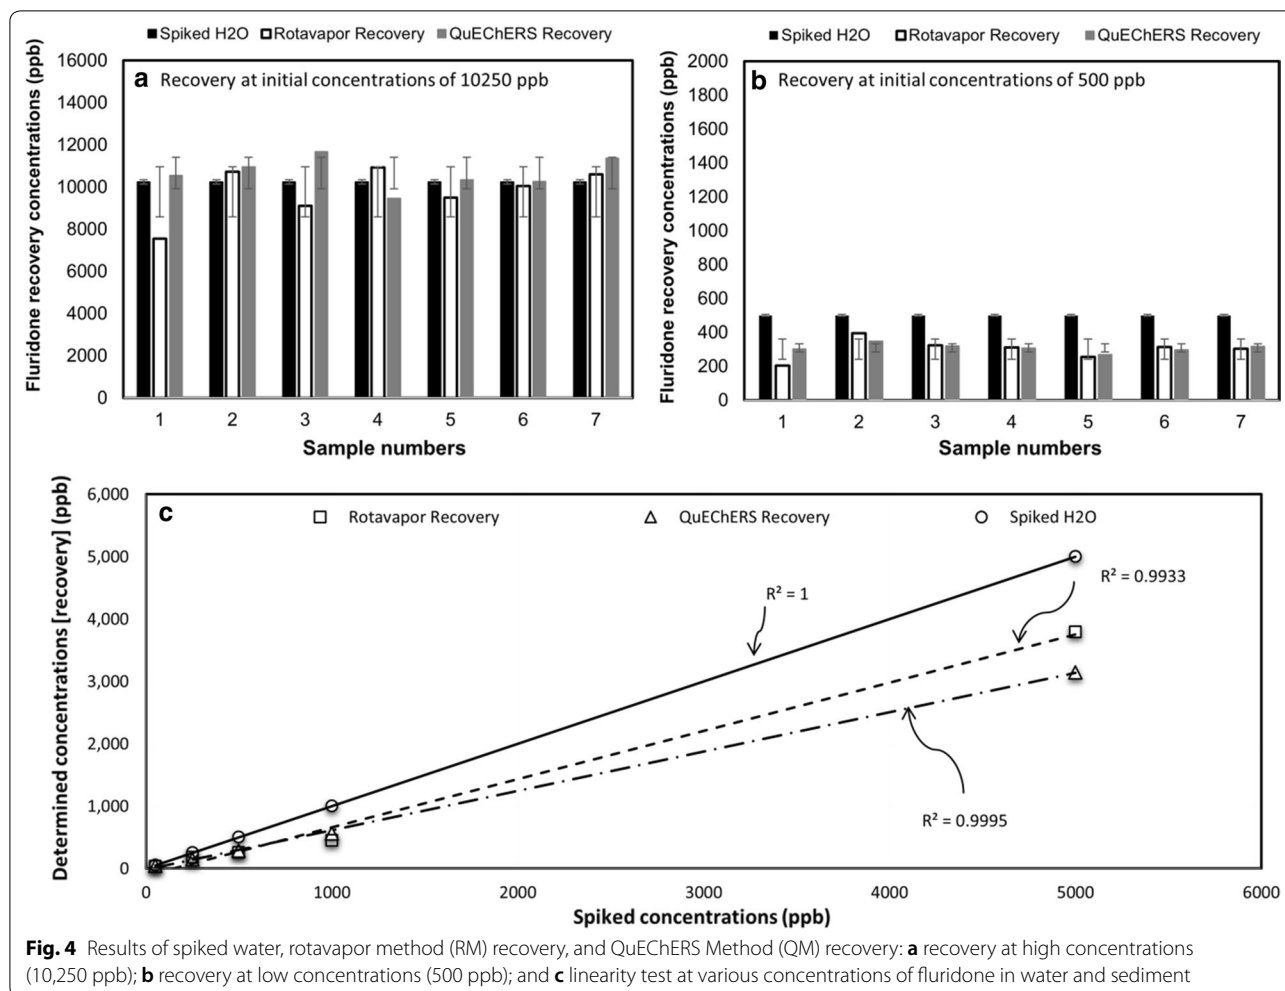 Spiked H2O Rotavapor Recovery QuEChERS Recovery
Fluridone recovery concentrations (ppb)
a Recovery at initial concentrations of 10250 ppb
16000
14000
12000
10000
8000
6000
4000
2000
0
1 2 3 4 5 6 7
Sample numbers
Spiked H2O Rotavapor Recovery QuEChERS Recovery
Fluridone recovery concentrations (ppb)
b Recovery at initial concentrations of 500 ppb
2000
1800
1600
1400
1200
1000
800
600
400
200
0
1 2 3 4 5 6 7
Sample numbers
Determined concentrations [recovery] (ppb)
c
Rotavapor Recovery QuEChERS Recovery Spiked H2O
6,000
5,000
4,000
3,000
2,000
1,000
0
R² = 1
R² = 0.9933
R² = 0.9995
0 1000 2000 3000 4000 5000 6000
Spiked concentrations (ppb)
Fig. 4 Results of spiked water, rotavapor method (RM) recovery, and QuEChERS Method (QM) recovery: a recovery at high concentrations
(10,250 ppb); b recovery at low concentrations (500 ppb); and c linearity test at various concentrations of fluridone in water and sediment